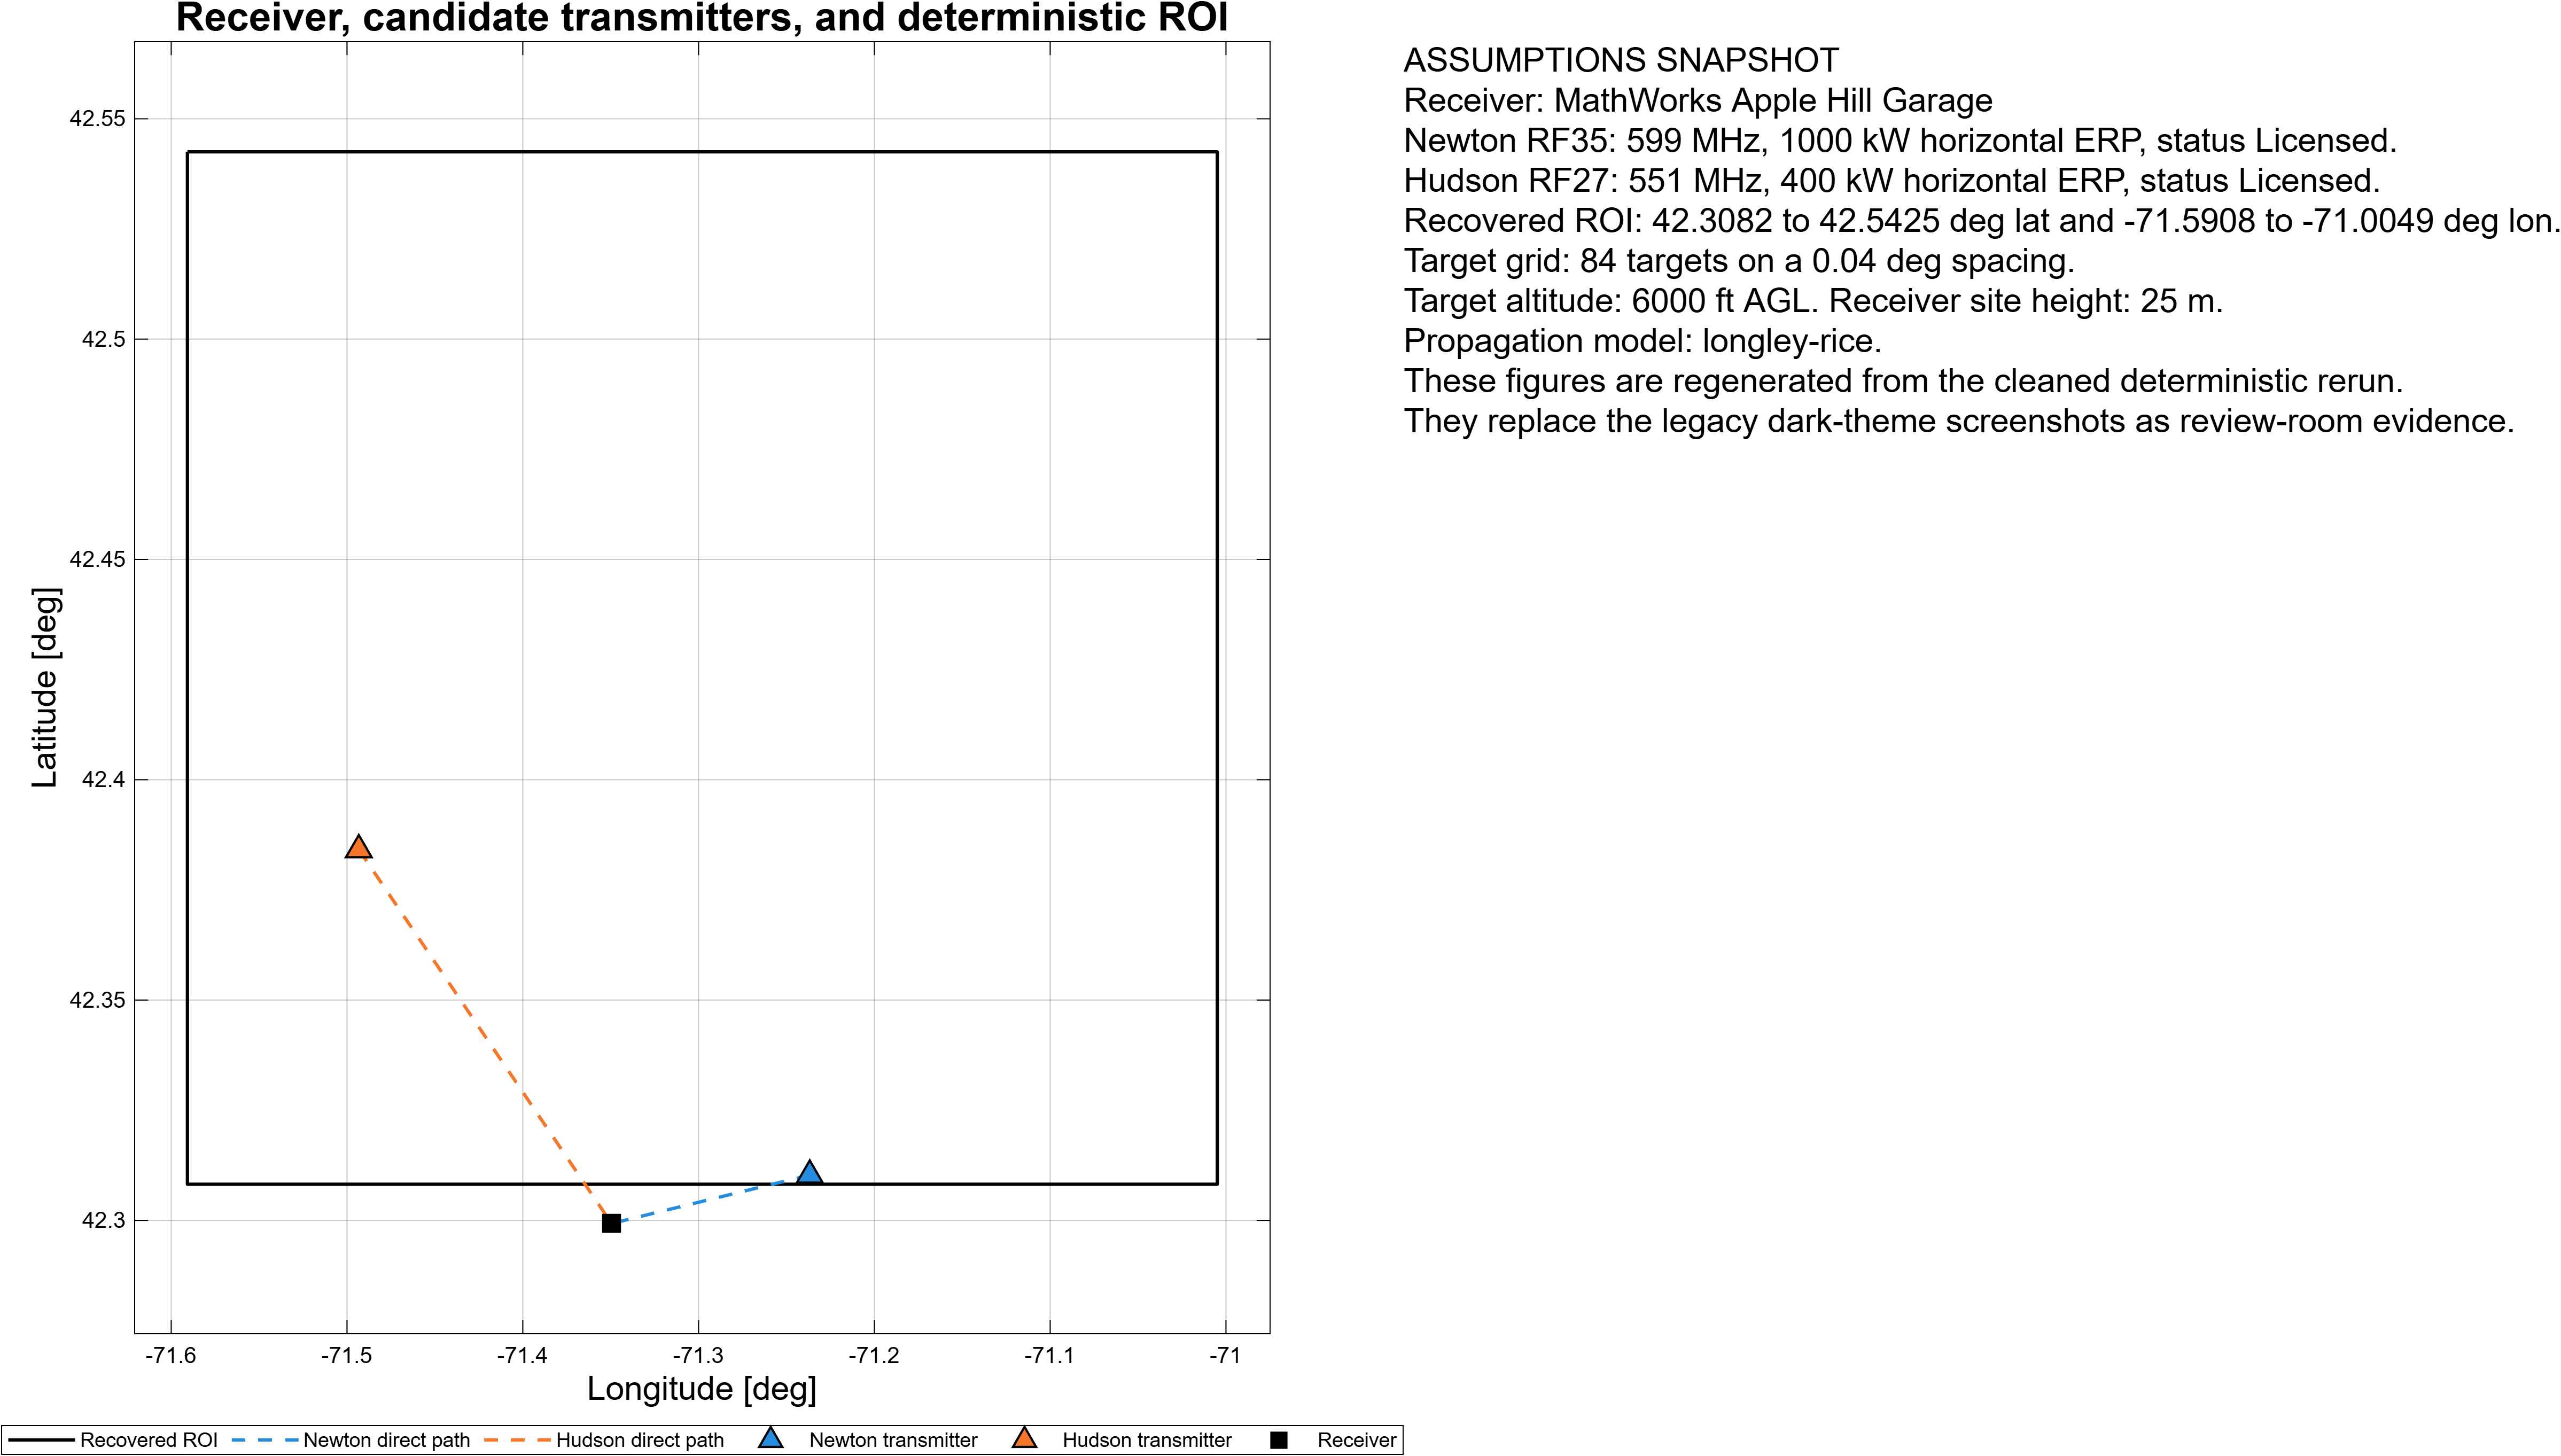 Receiver, candidate transmitters, and deterministic ROI
42.55
42.5
42.45
42.4
42.35
42.3
Latitude [deg]
-71.6
-71.5
-71.4
-71.3
-71.2
-71.1
-71
Longitude [deg]
Recovered ROI
Newton direct path
Hudson direct path
Newton transmitter
Hudson transmitter
Receiver
ASSUMPTIONS SNAPSHOT
Receiver: MathWorks Apple Hill Garage
Newton RF35: 599 MHz, 1000 kW horizontal ERP, status Licensed.
Hudson RF27: 551 MHz, 400 kW horizontal ERP, status Licensed.
Recovered ROI: 42.3082 to 42.5425 deg lat and -71.5908 to -71.0049 deg lon.
Target grid: 84 targets on a 0.04 deg spacing.
Target altitude: 6000 ft AGL. Receiver site height: 25 m.
Propagation model: longley-rice.
These figures are regenerated from the cleaned deterministic rerun.
They replace the legacy dark-theme screenshots as review-room evidence.